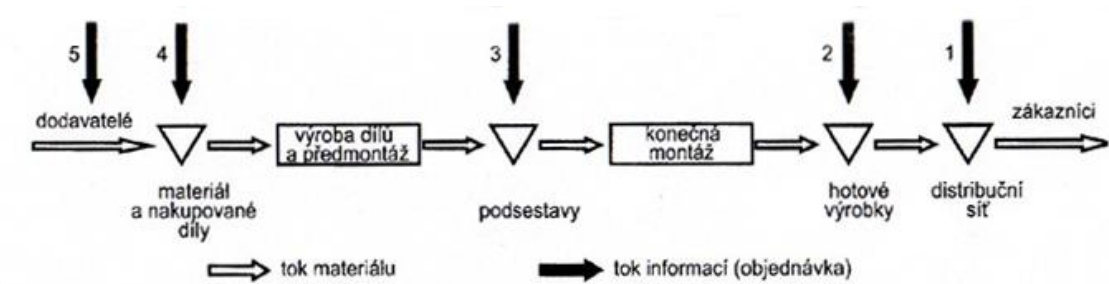 5
4
3
2
1
dodavatelé
zákazníci
výroba dílů
a předmontáž
konečná
montáž
materiál
a nakupované
díly
podsestavy
hotové
výrobky
distribuční
síť
tok materiálu
tok informací (objednávka)